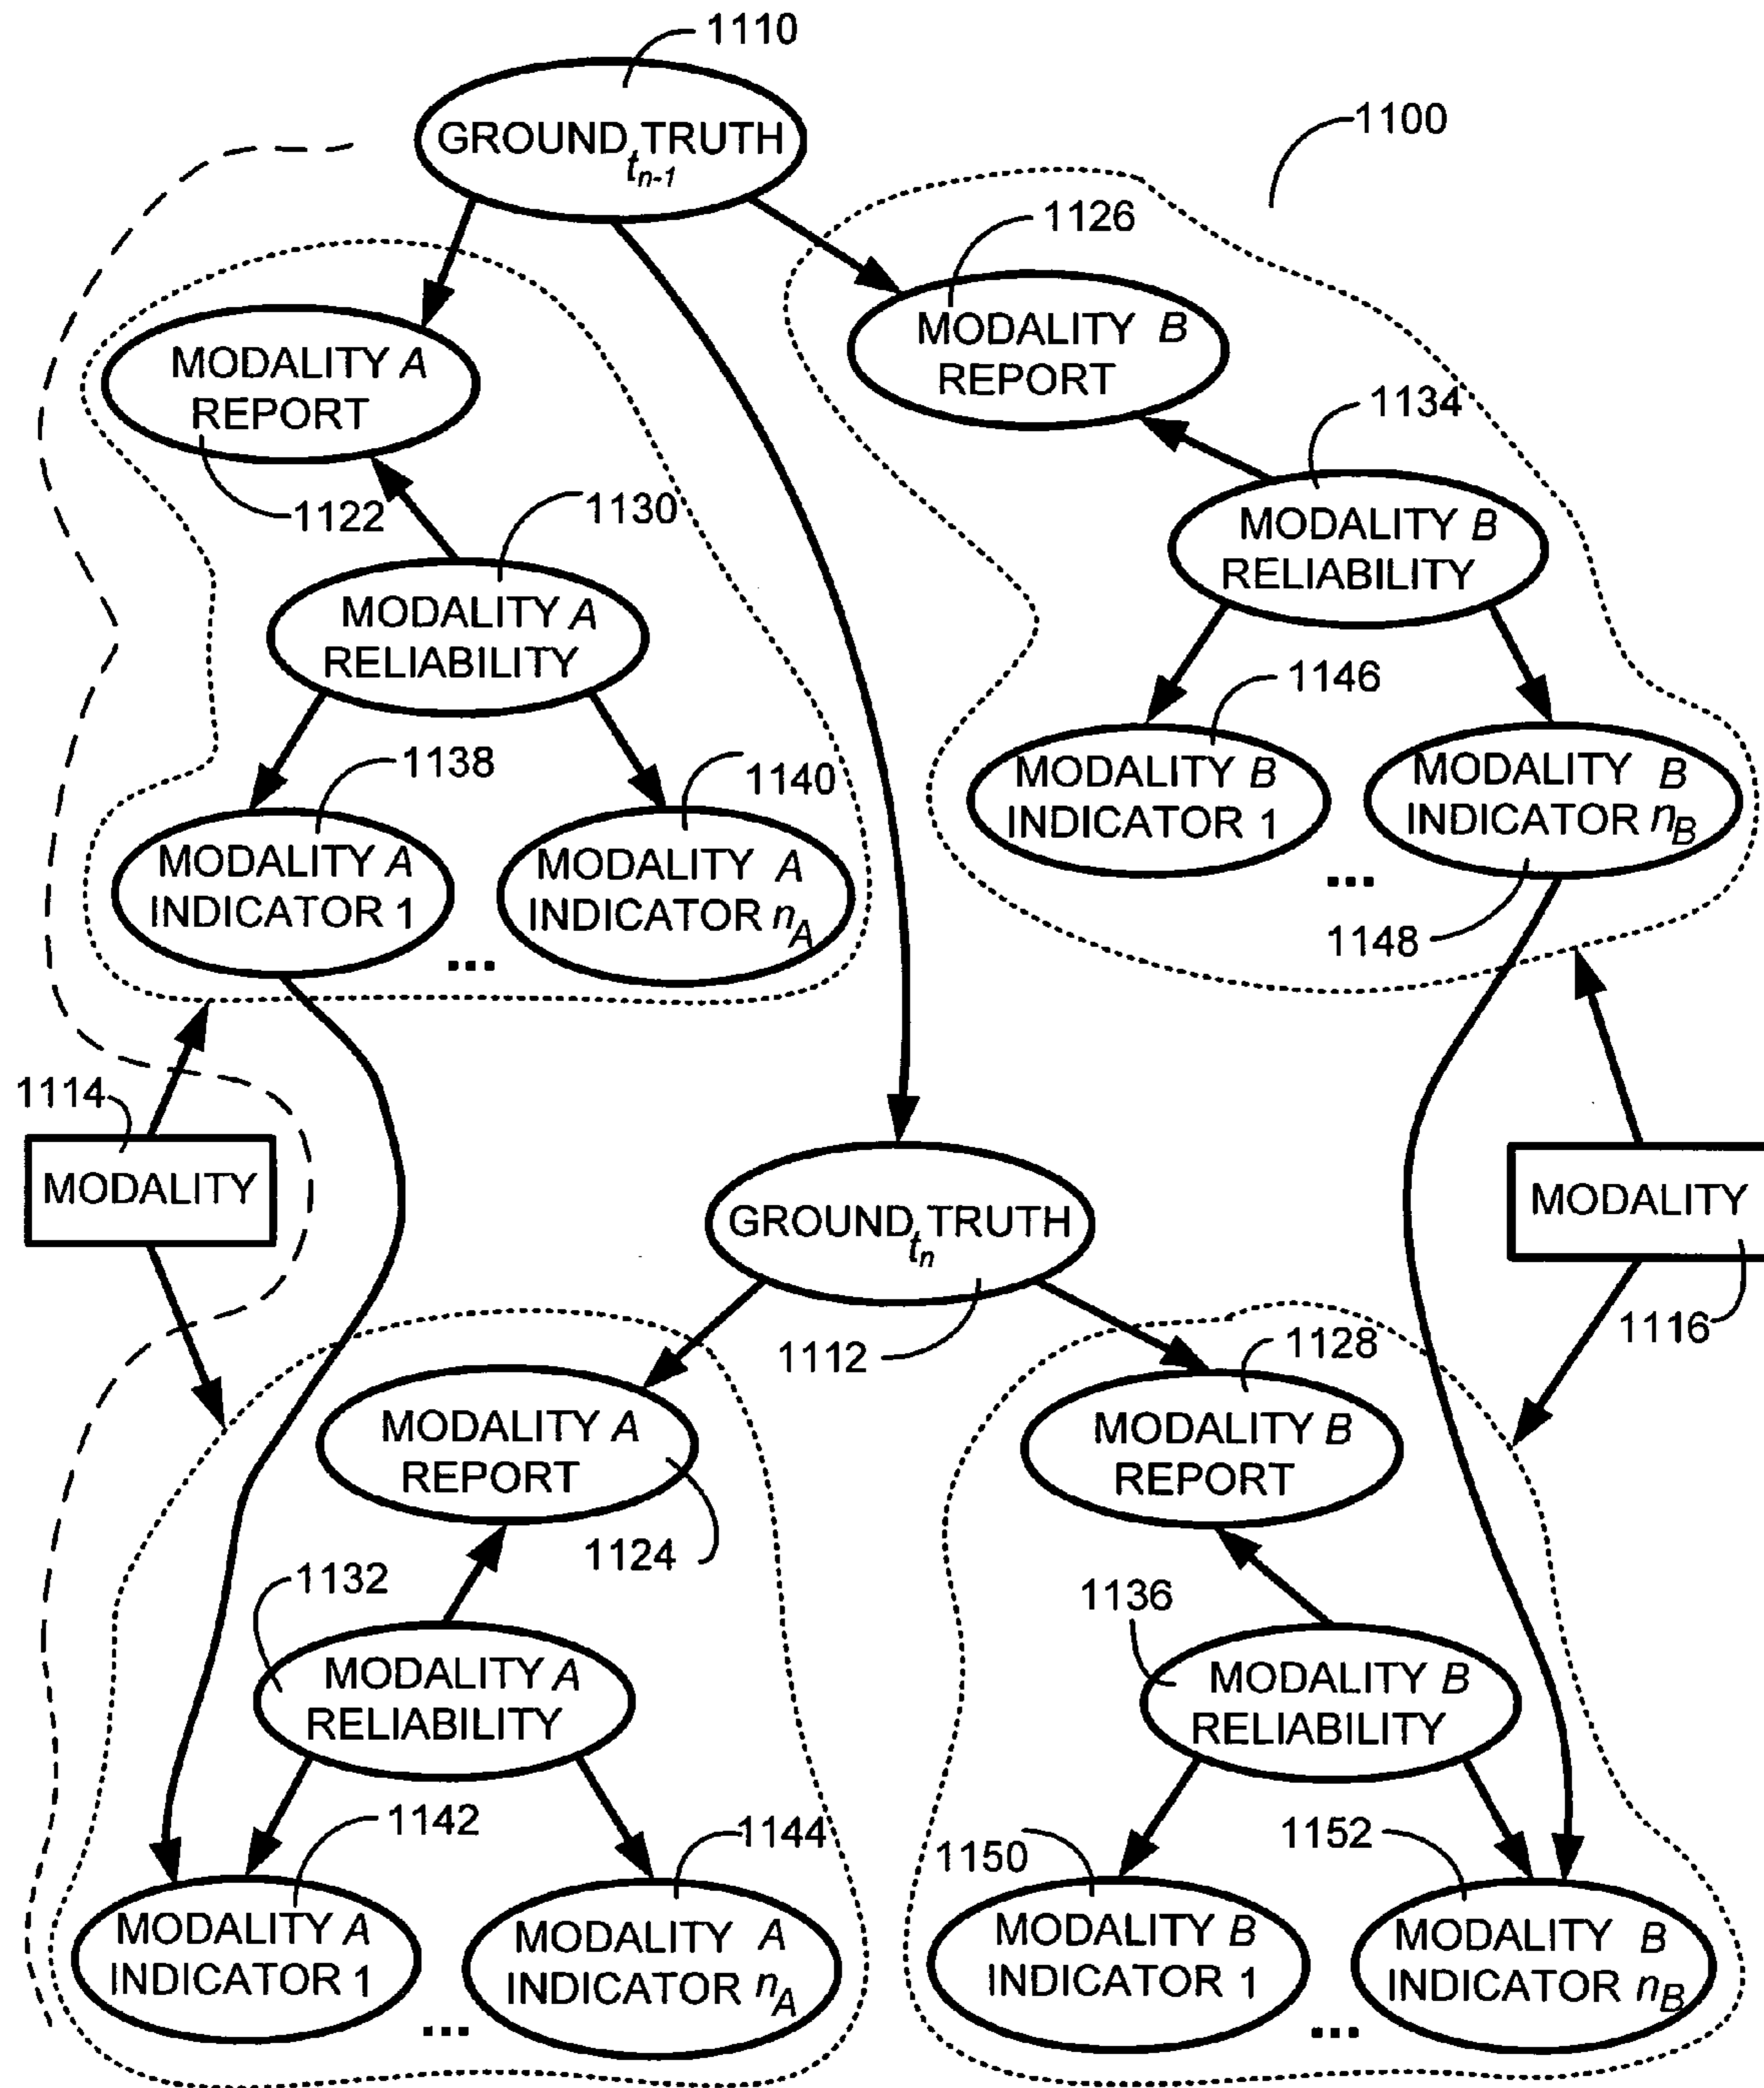 1110
GROUND TRUTH
tn-1
1100
1126
MODALITY B
REPORT
MODALITY A
REPORT
1134
1122
1130
MODALITY B
RELIABILITY
MODALITY A
RELIABILITY
1146
1138
1140
MODALITY B
INDICATOR 1
MODALITY B
INDICATOR nB
MODALITY A
INDICATOR 1
MODALITY A
INDICATOR nA
...
...
1148
1114
MODALITY
MODALITY
GROUND TRUTH
tn
1116
1112
1128
MODALITY A
REPORT
MODALITY B
REPORT
1124
1132
1136
MODALITY A
RELIABILITY
MODALITY B
RELIABILITY
1142
1144
1150
1152
MODALITY A
INDICATOR 1
MODALITY A
INDICATOR nA
MODALITY B
INDICATOR 1
MODALITY B
INDICATOR nB
...
...